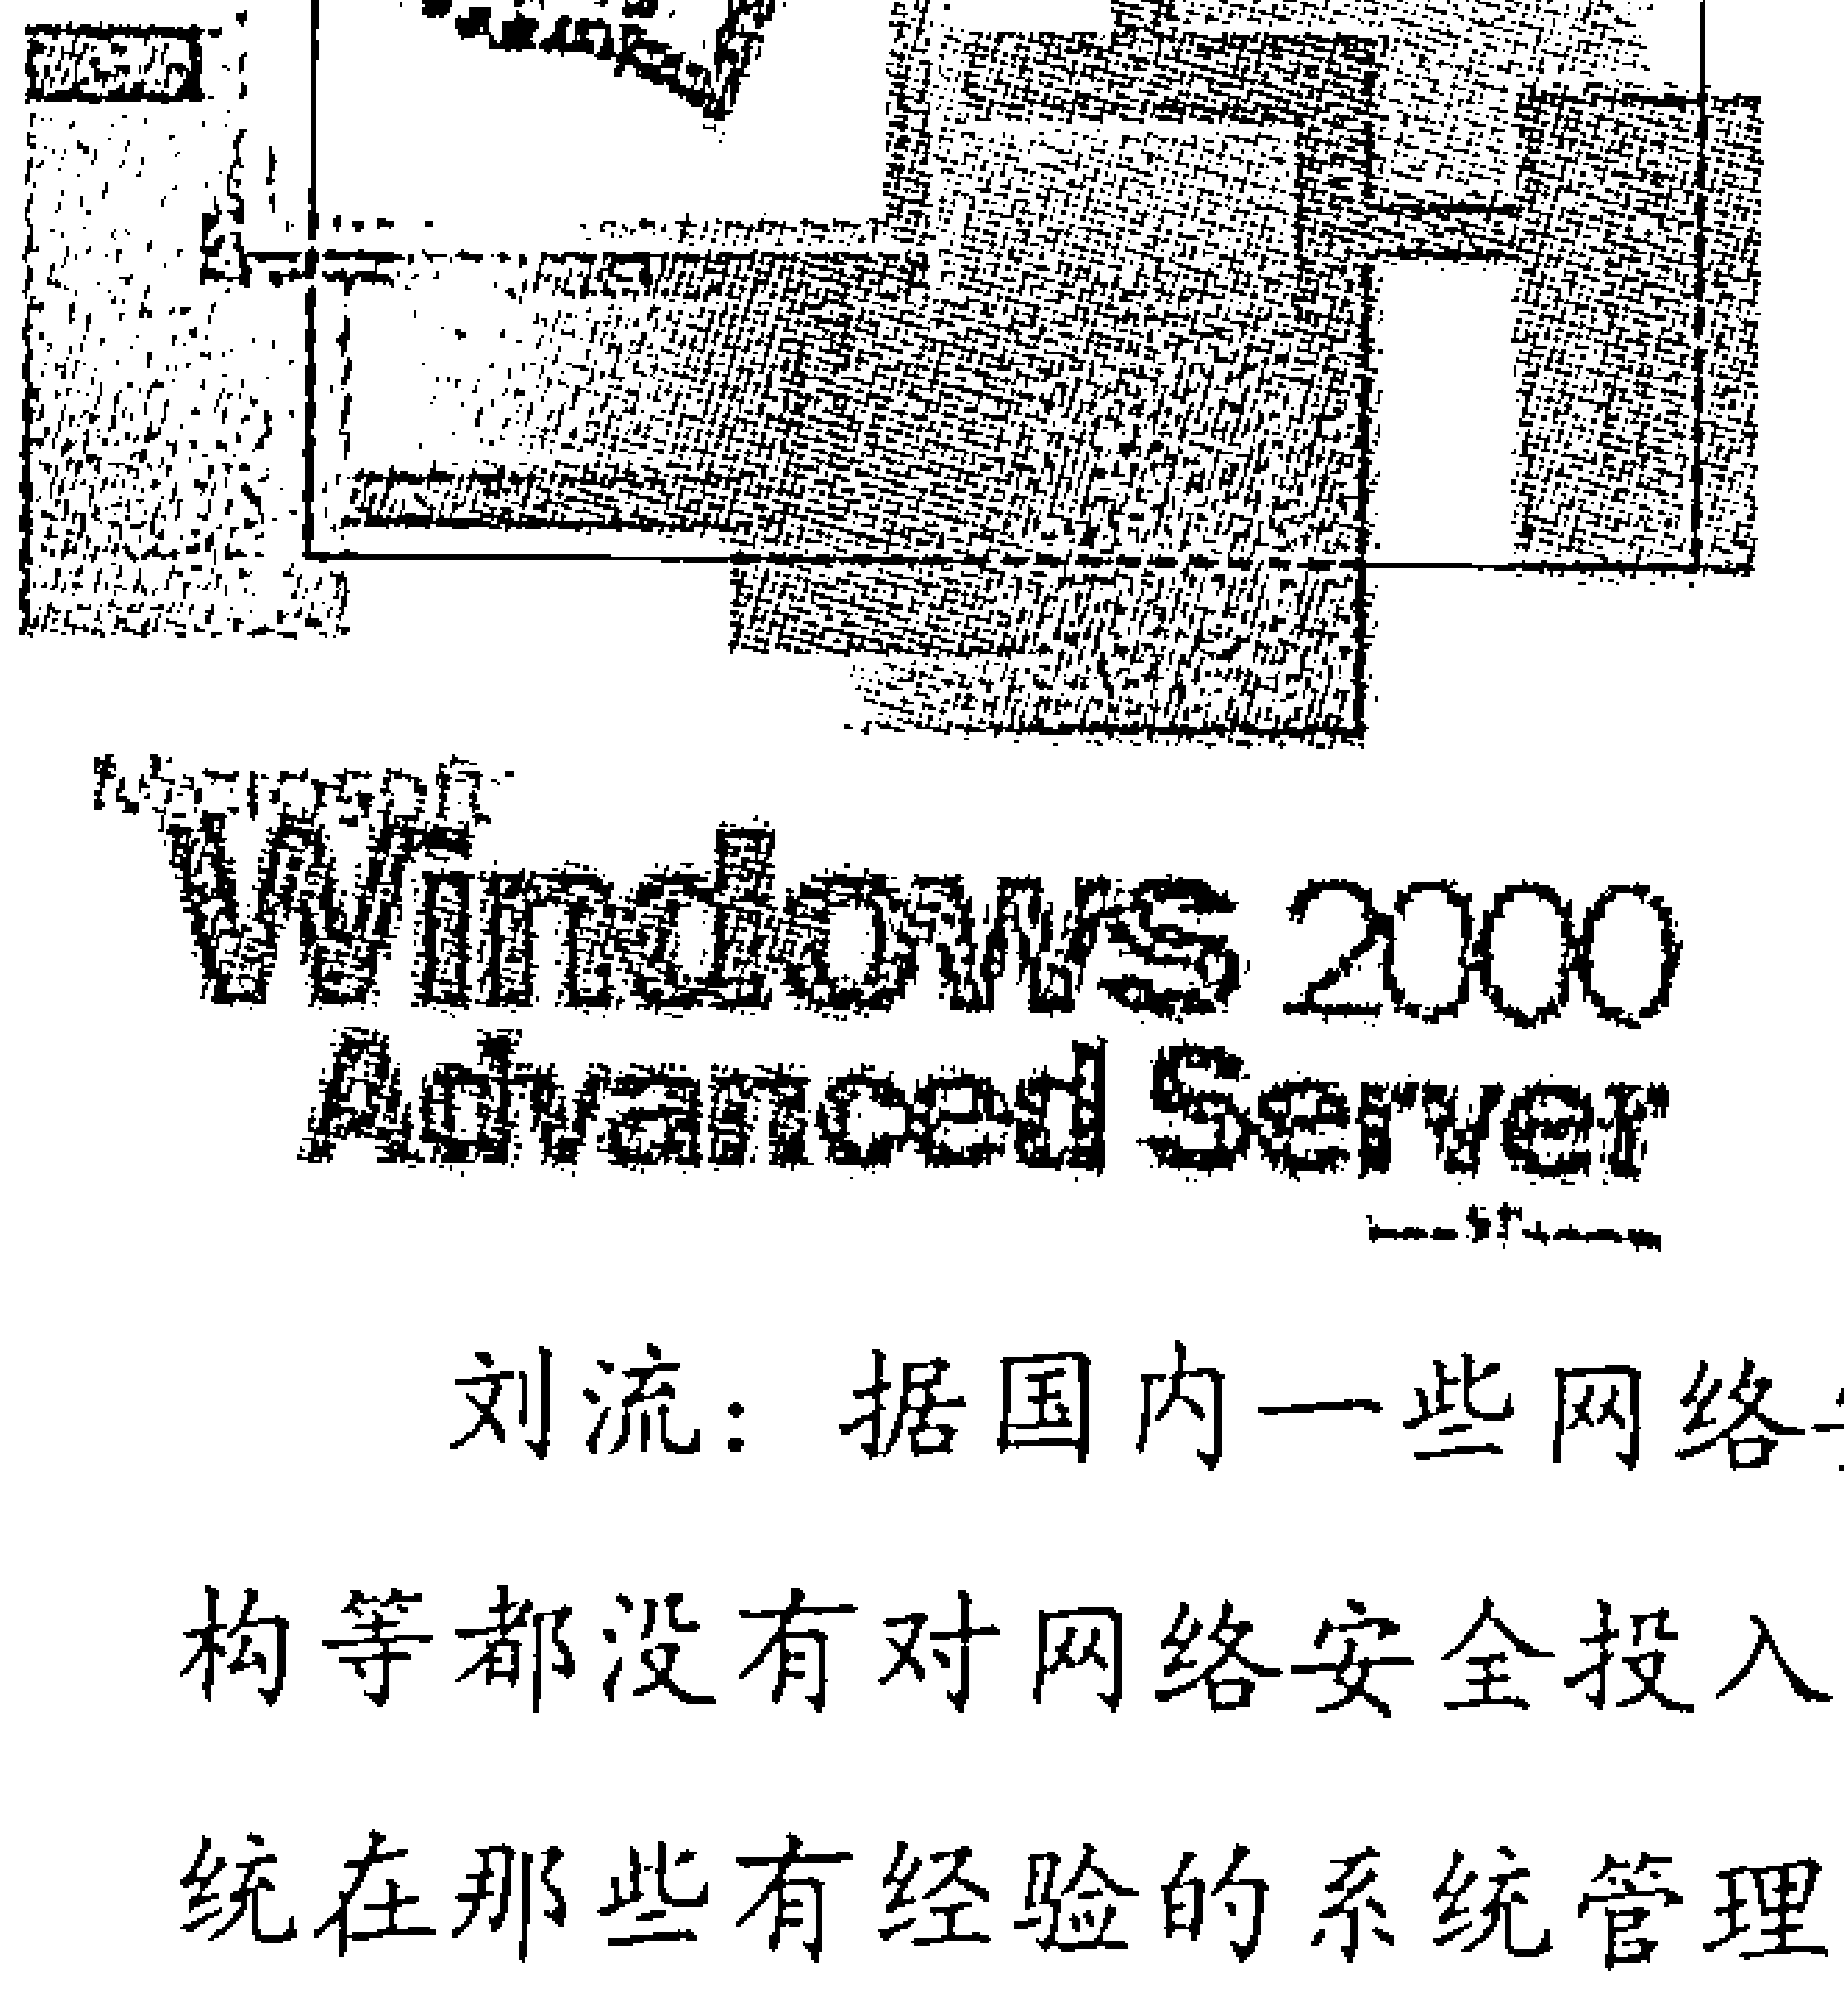 Microsoft
Windows 2000
Advanced Server
刘流：据国内一些网络
构等都没有对网络安全投入
统在那些有经验的系统管理